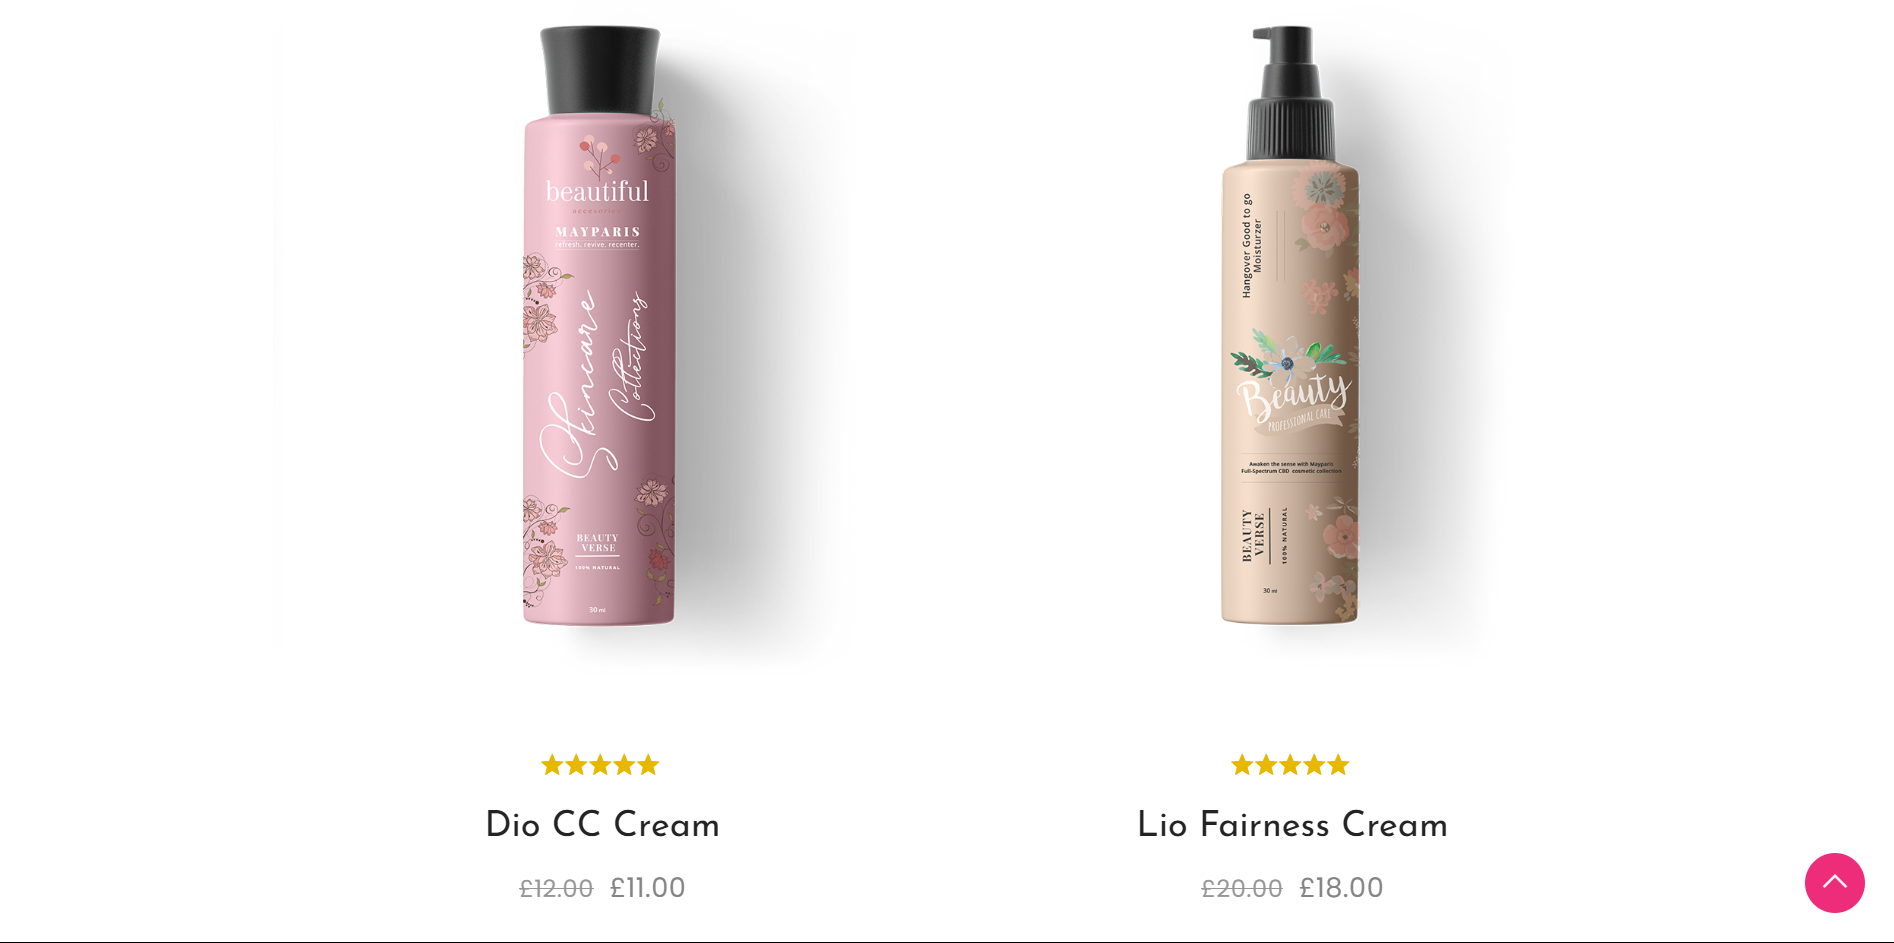 beautiful
MAYPARIS
refresh, revive, recenter.
Skincare
Collections
BEAUTY
VERSE
100% NATURAL
30 ml
Hangover Good to go
Moisturzer
Beauty
PROFESSIONAL CARE
Awaken the sense with Mayparis
Full-Spectrum CBD cosmetic collection
BEAUTY
VERSE
100% NATURAL
30 ml
Dio CC Cream
£12.00 £11.00
Lio Fairness Cream
£20.00 £18.00